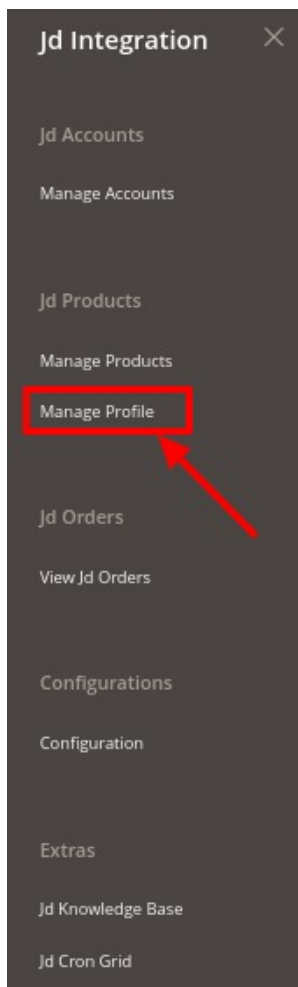 Jd Integration
Jd Accounts
Manage Accounts
Jd Products
Manage Products
Manage Profile
Jd Orders
View Jd Orders
Configurations
Configuration
Extras
Jd Knowledge Base
Jd Cron Grid